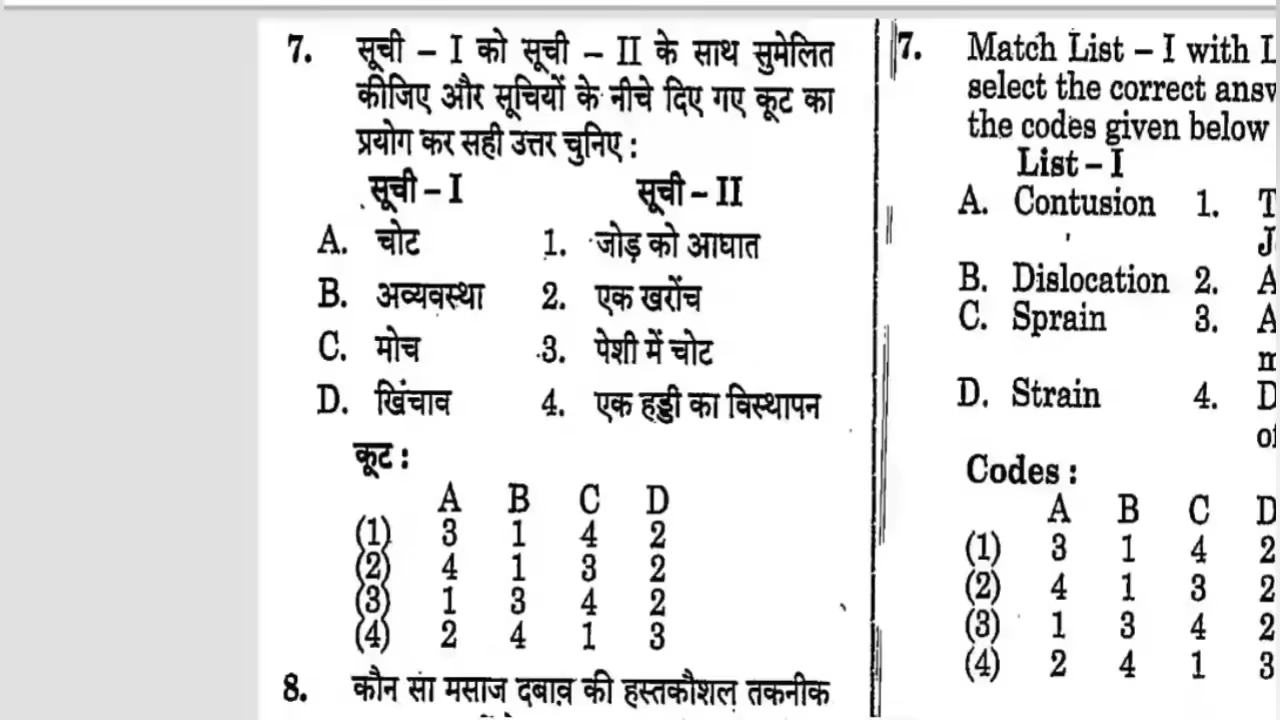 7. सूची – I को सूची – II के साथ सुमेलित
कीजिए और सूचियों के नीचे दिए गए कूट का
प्रयोग कर सही उत्तर चुनिए :
सूची – I सूची – II
A. चोट 1. जोड़ को आघात
B. अव्यवस्था 2. एक खरोंच
C. मोच 3. पेशी में चोट
D. खिंचाव 4. एक हड्डी का विस्थापन
कूट :
A B C D
(1) 3 1 4 2
(2) 4 1 3 2
(3) 1 3 4 2
(4) 2 4 1 3
8. कौन सा मसाज दबाव की हस्तकौशल तकनीक
7. Match List – I with
select the correct
the codes given below
List – I
A. Contusion 1.
B. Dislocation 2. A
C. Sprain 3. A
D. Strain 4.
Codes :
A B C D
(1) 3 1 4 2
(2) 4 1 3 2
(3) 1 3 4 2
(4) 2 4 1 3